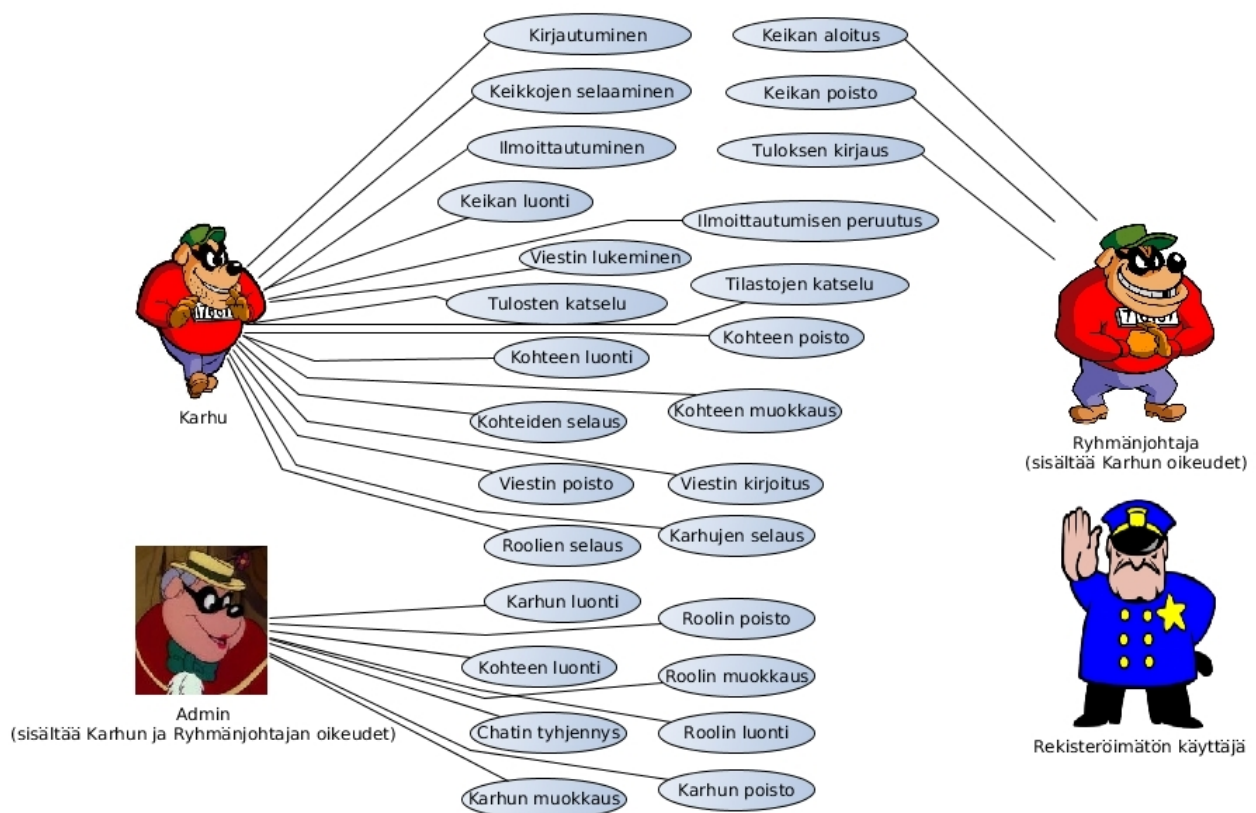 Kirjautuminen
Keikan aloitus
Keikkojen selaaminen
Keikan poisto
Ilmoittautuminen
Tuloksen kirjaus
Keikan luonti
Ilmoittautumisen peruutus
Viestin lukeminen
Tilastojen katselu
Tulosten katselu
Kohteen poisto
Kohteen luonti
Kohteen muokkaus
Kohteiden selaus
Karhu
Ryhmänjohtaja
(sisältää Karhun oikeudet)
Viestin poisto
Viestin kirjoitus
Karhujen selaus
Roolien selaus
Karhun luonti
Roolin poisto
Kohteen luonti
Roolin muokkaus
Admin
(sisältää Karhun ja Ryhmänjohtajan oikeudet)
Chatin tyhjennys
Roolin luonti
Rekisteröimätön käyttäjä
Karhun poisto
Karhun muokkaus